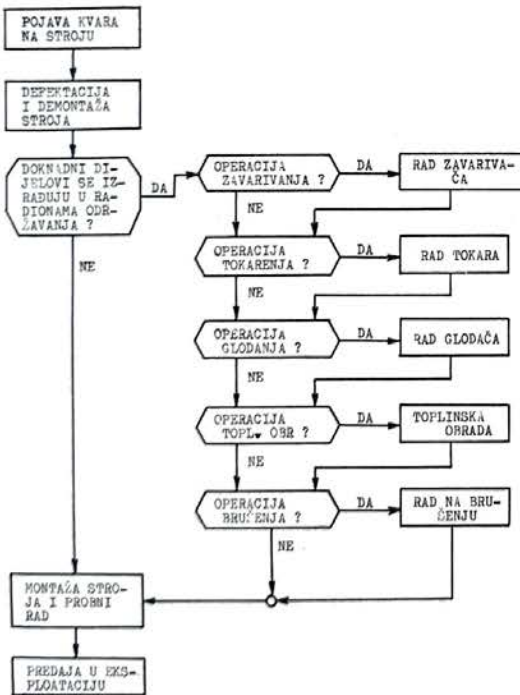 POJAVA KVARA
NA STROJU
DEFEKTACIJA
I DEMONTAŽA
STROJA
DOKNADNI DI-
JELOVI SE IZ-
RAĐUJU U RA-
DIONAMA ODR-
ŽAVANJA ?
DA
NE
OPERACIJA
ZAVARIVANJA ?
DA
NE
RAD ZAVARIVA-
ČA
OPERACIJA
TOKARENJA ?
DA
NE
RAD TOKARA
OPERACIJA
GLODANJA ?
DA
NE
RAD GLODAČA
OPERACIJA
TOPL. OBR ?
DA
NE
TOPLINSKA
OBRADA
OPERACIJA
BRUŠENJA ?
DA
NE
RAD NA BRU-
ŠENJU
MONTAŽA STRO-
JA I PROBNI
RAD
PREDAJA U EKS-
PLOATACIJU